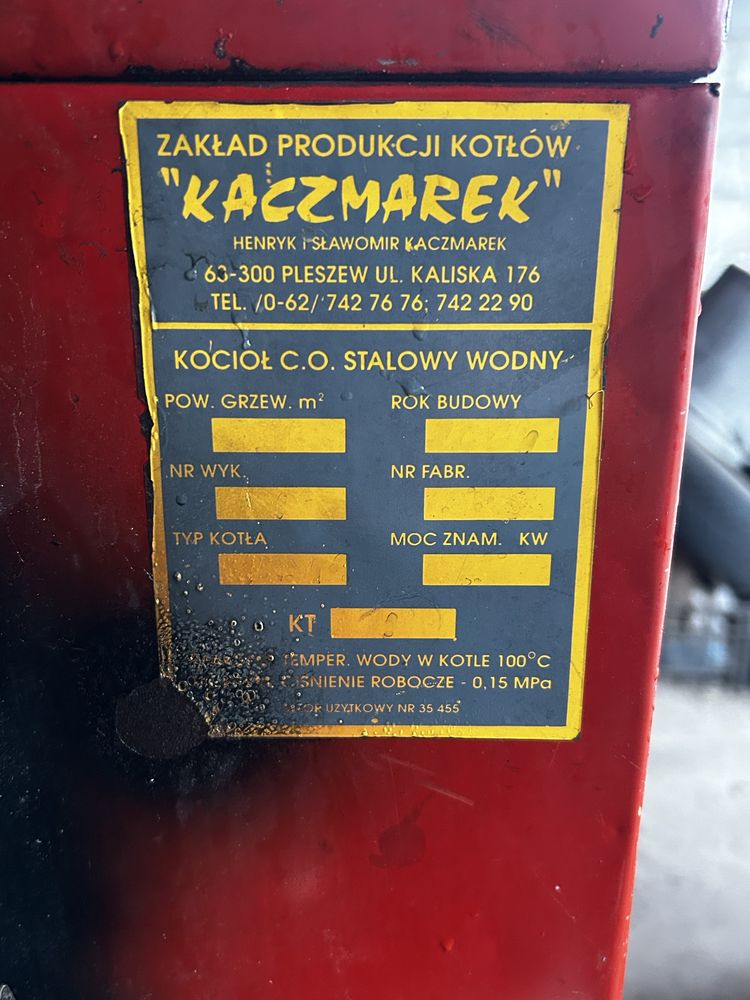 ZAKŁAD PRODUKCJI KOTŁÓW
"KACZMAREK"
HENRYK I SŁAWOMIR KACZMAREK
63-300 PLESZEW UL. KALISKA 176
TEL. /0-62/ 742 76 76; 742 22 90
KOCIOŁ C.O. STALOWY WODNY
POW. GRZEW. m² ROK BUDOWY
NR WYK. NR FABR.
TYP KOTŁA MOC ZNAM. KW
KT
TEMPER. WODY W KOTLE 100°C
ROBOCZE - 0,15 MPa
UŻYTKOWY NR 35 455